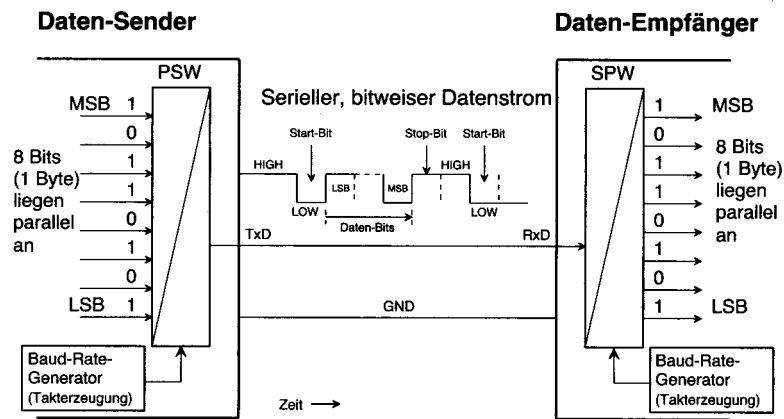 Daten-Sender
Daten-Empfänger
PSW
SPW
Serieller, bitweiser Datenstrom
MSB 1
0
1
1
0
1
0
LSB 1
8 Bits
(1 Byte)
liegen
parallel
an
Start-Bit
Stop-Bit
Start-Bit
HIGH
LSB
MSB
HIGH
LOW
Daten-Bits
LOW
TxD
RxD
GND
1 MSB
0
1
1
0
1
0
1 LSB
8 Bits
(1 Byte)
liegen
parallel
an
Baud-Rate-
Generator
(Takterzeugung)
Zeit
Baud-Rate-
Generator
(Takterzeugung)